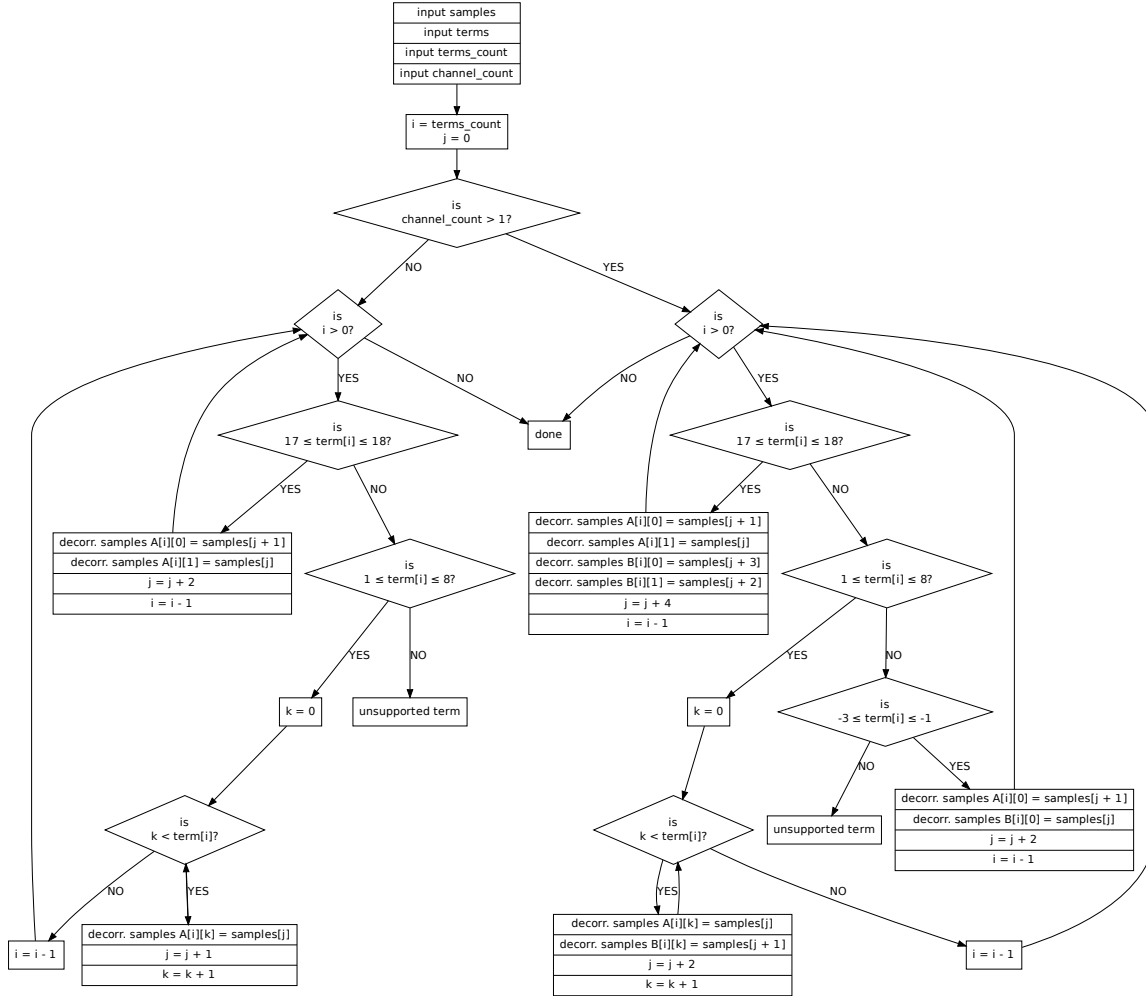 input samples
input terms
input terms_count
input channel_count
i = terms_count
j = 0
is
channel_count > 1?
NO
YES
is
i > 0?
is
i > 0?
YES
NO
NO
YES
is
17 ≤ term[i] ≤ 18?
done
is
17 ≤ term[i] ≤ 18?
YES
NO
YES
NO
decorr. samples A[i][0] = samples[j + 1]
decorr. samples A[i][1] = samples[j]
j = j + 2
i = i - 1
is
1 ≤ term[i] ≤ 8?
decorr. samples A[i][0] = samples[j + 1]
decorr. samples A[i][1] = samples[j]
decorr. samples B[i][0] = samples[j + 3]
decorr. samples B[i][1] = samples[j + 2]
j = j + 4
i = i - 1
is
1 ≤ term[i] ≤ 8?
YES
NO
YES
NO
k = 0
unsupported term
k = 0
is
-3 ≤ term[i] ≤ -1
NO
YES
is
k < term[i]?
is
k < term[i]?
unsupported term
decorr. samples A[i][0] = samples[j + 1]
decorr. samples B[i][0] = samples[j]
j = j + 2
i = i - 1
NO
YES
YES
NO
i = i - 1
decorr. samples A[i][k] = samples[j]
j = j + 1
k = k + 1
decorr. samples A[i][k] = samples[j]
decorr. samples B[i][k] = samples[j + 1]
j = j + 2
k = k + 1
i = i - 1